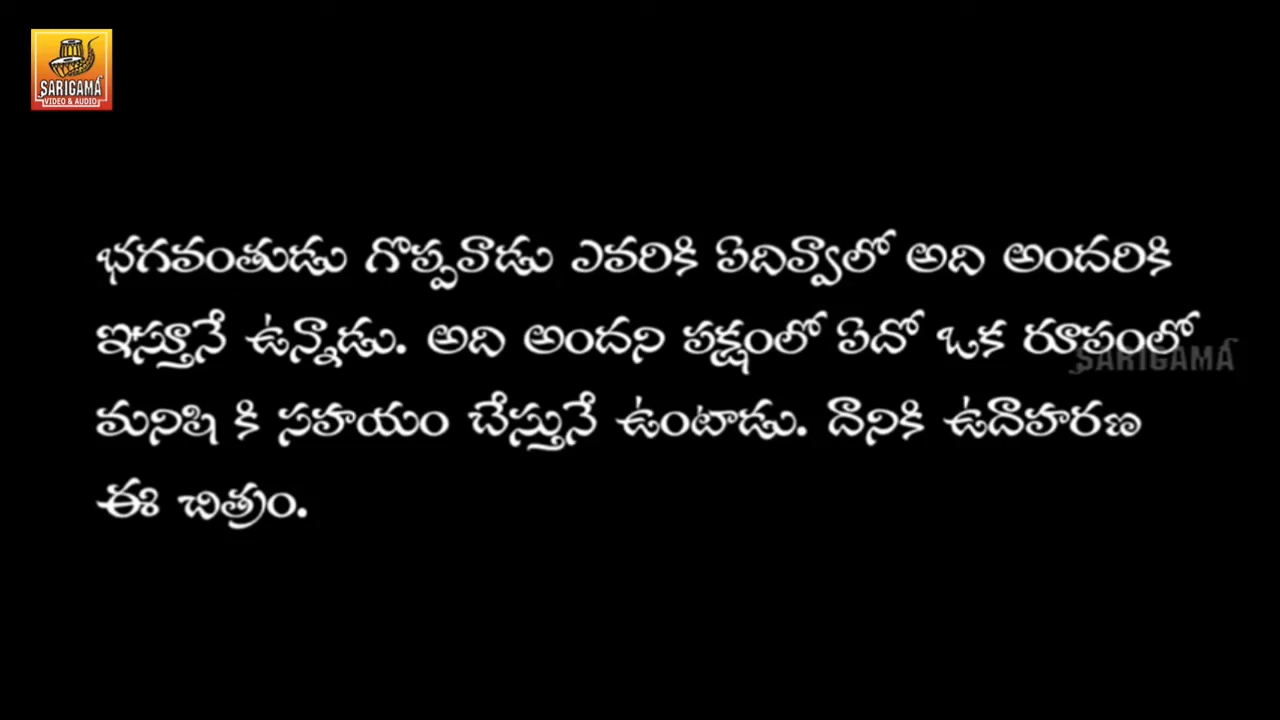 SARIGAMA
VIDEO & AUDIO
భగవంతుడు గొప్పవాడు ఎవరికి ఏదివ్వాలో అది అందరికి
ఇస్తూనే ఉన్నాడు. అది అందని పక్షంలో ఏదో ఒక రూపంలో
SARIGAMA
మనిషి కి సహాయం చేస్తునే ఉంటాడు. దానికి ఉదాహరణ
ఈ చిత్రం.